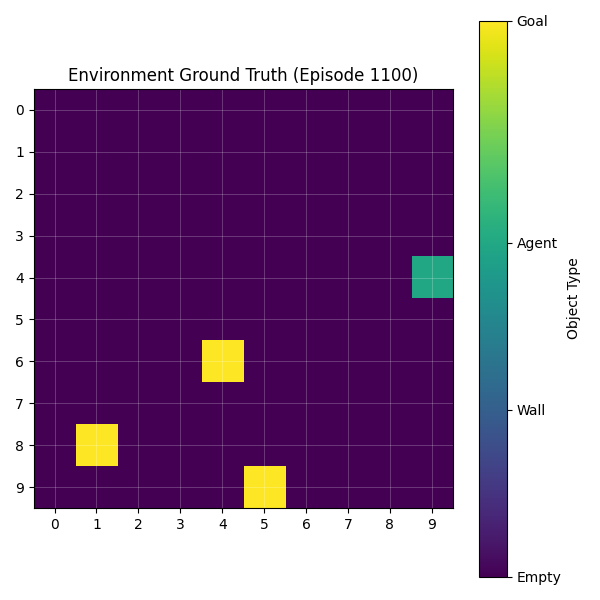 Environment Ground Truth (Episode 1100)
0
1
2
3
4
5
6
7
8
9
0 1 2 3 4 5 6 7 8 9
Goal
Agent
Wall
Empty
Object Type